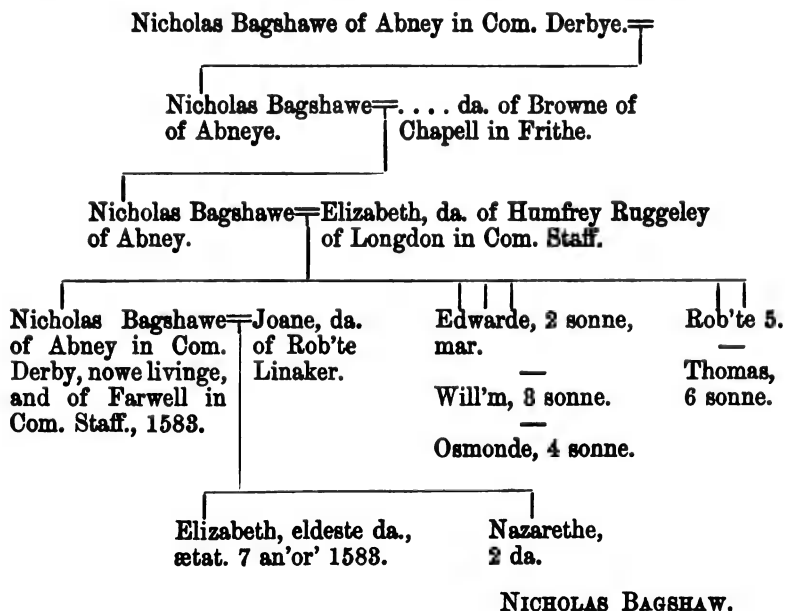 Nicholas Bagshawe of Abney in Com. Derbye.=
Nicholas Bagshawe=. . . . da. of Browne of
of Abneye. Chapell in Frithe.
Nicholas Bagshawe=Elizabeth, da. of Humfrey Ruggeley
of Abney. of Longdon in Com. Staff.
Nicholas Bagshawe=Joane, da. Edwarde, 2 sonne, Rob'te 5.
of Abney in Com. of Rob'te mar. —
Derby, nowe livinge, Linaker. — Thomas,
and of Farwell in Will'm, 3 sonne. 6 sonne.
Com. Staff., 1583. —
Osmonde, 4 sonne.
Elizabeth, eldeste da., Nazarethe,
ætat. 7 an'or' 1583. 2 da.
NICHOLAS BAGSHAW.